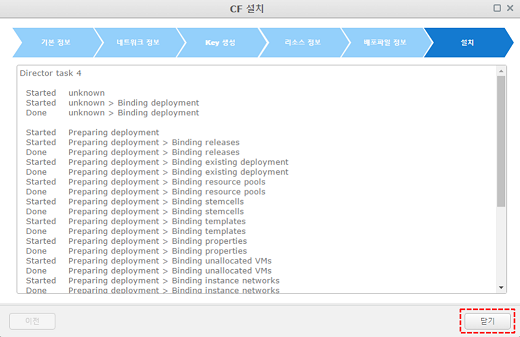 CF 설치
기본 정보
네트워크 정보
Key 생성
리소스 정보
배포파일 정보
설치
Director task 4
Started unknown
Started unknown > Binding deployment
Done unknown > Binding deployment
Started Preparing deployment
Started Preparing deployment > Binding releases
Done Preparing deployment > Binding releases
Started Preparing deployment > Binding existing deployment
Done Preparing deployment > Binding existing deployment
Started Preparing deployment > Binding resource pools
Done Preparing deployment > Binding resource pools
Started Preparing deployment > Binding stemcells
Done Preparing deployment > Binding stemcells
Started Preparing deployment > Binding templates
Done Preparing deployment > Binding templates
Started Preparing deployment > Binding properties
Done Preparing deployment > Binding properties
Started Preparing deployment > Binding unallocated VMs
Done Preparing deployment > Binding unallocated VMs
Started Preparing deployment > Binding instance networks
Done Preparing deployment > Binding instance networks
이전
닫기